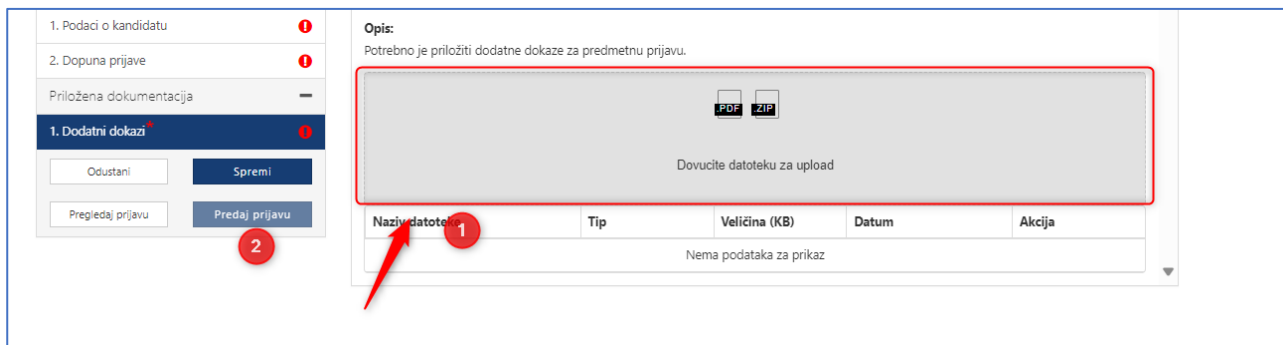 1. Podaci o kandidatu
2. Dopuna prijave
Priložena dokumentacija
1. Dodatni dokazi*
Odustani Spremi
Pregledaj prijavu Predaj prijavu
2
Opis:
Potrebno je priložiti dodatne dokaze za predmetnu prijavu.
.PDF .ZIP
Dovucite datoteku za upload
Naziv datoteke Tip Veličina (KB) Datum Akcija
1
Nema podataka za prikaz